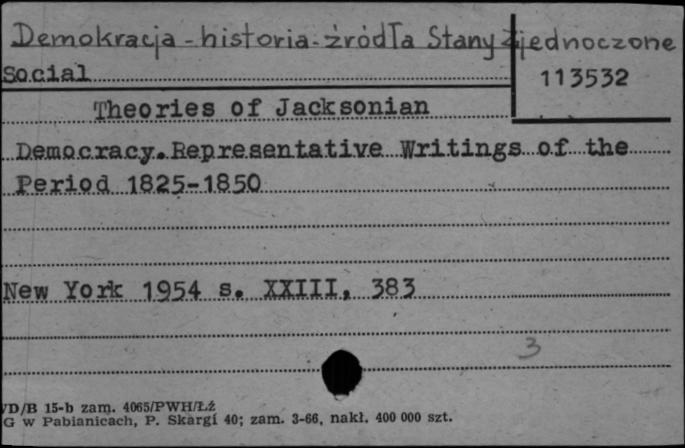 Demokracja - historia - źródła Stany Zjednoczone
Social
113532
Theories of Jacksonian
Democracy. Representative Writings of the
Period 1825-1850
New York 1954 s. XXIII, 383
3
VD/B 15-b zam. 4065/PWH/Łź
G w Pabianicach, P. Skargi 40; zam. 3-66, nakł. 400 000 szt.